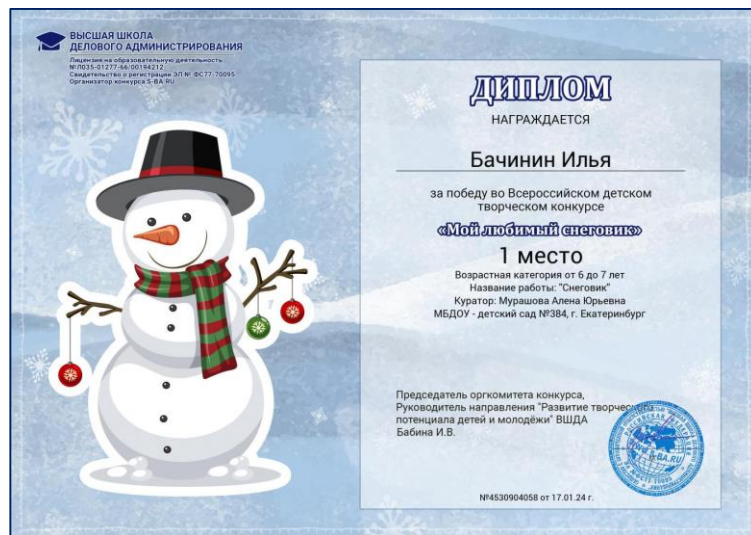 ВЫСШАЯ ШКОЛА
ДЕЛОВОГО АДМИНИСТРИРОВАНИЯ
Лицензия на образовательную деятельность
№Л035-01277-66/00194212
Свидетельство о регистрации ЭЛ № ФС77-70095
Организатор конкурса S-BA.RU
ДИПЛОМ
НАГРАЖДАЕТСЯ
Бачинин Илья
за победу во Всероссийском детском
творческом конкурсе
«Мой любимый снеговик»
1 место
Возрастная категория от 6 до 7 лет
Название работы: "Снеговик"
Куратор: Мурашова Алена Юрьевна
МБДОУ - детский сад №384, г. Екатеринбург
Председатель оргкомитета конкурса,
Руководитель направления "Развитие творческого
потенциала детей и молодёжи" ВШДА
Бабина И.В.
S-BA.RU
№4530904058 от 17.01.24 г.